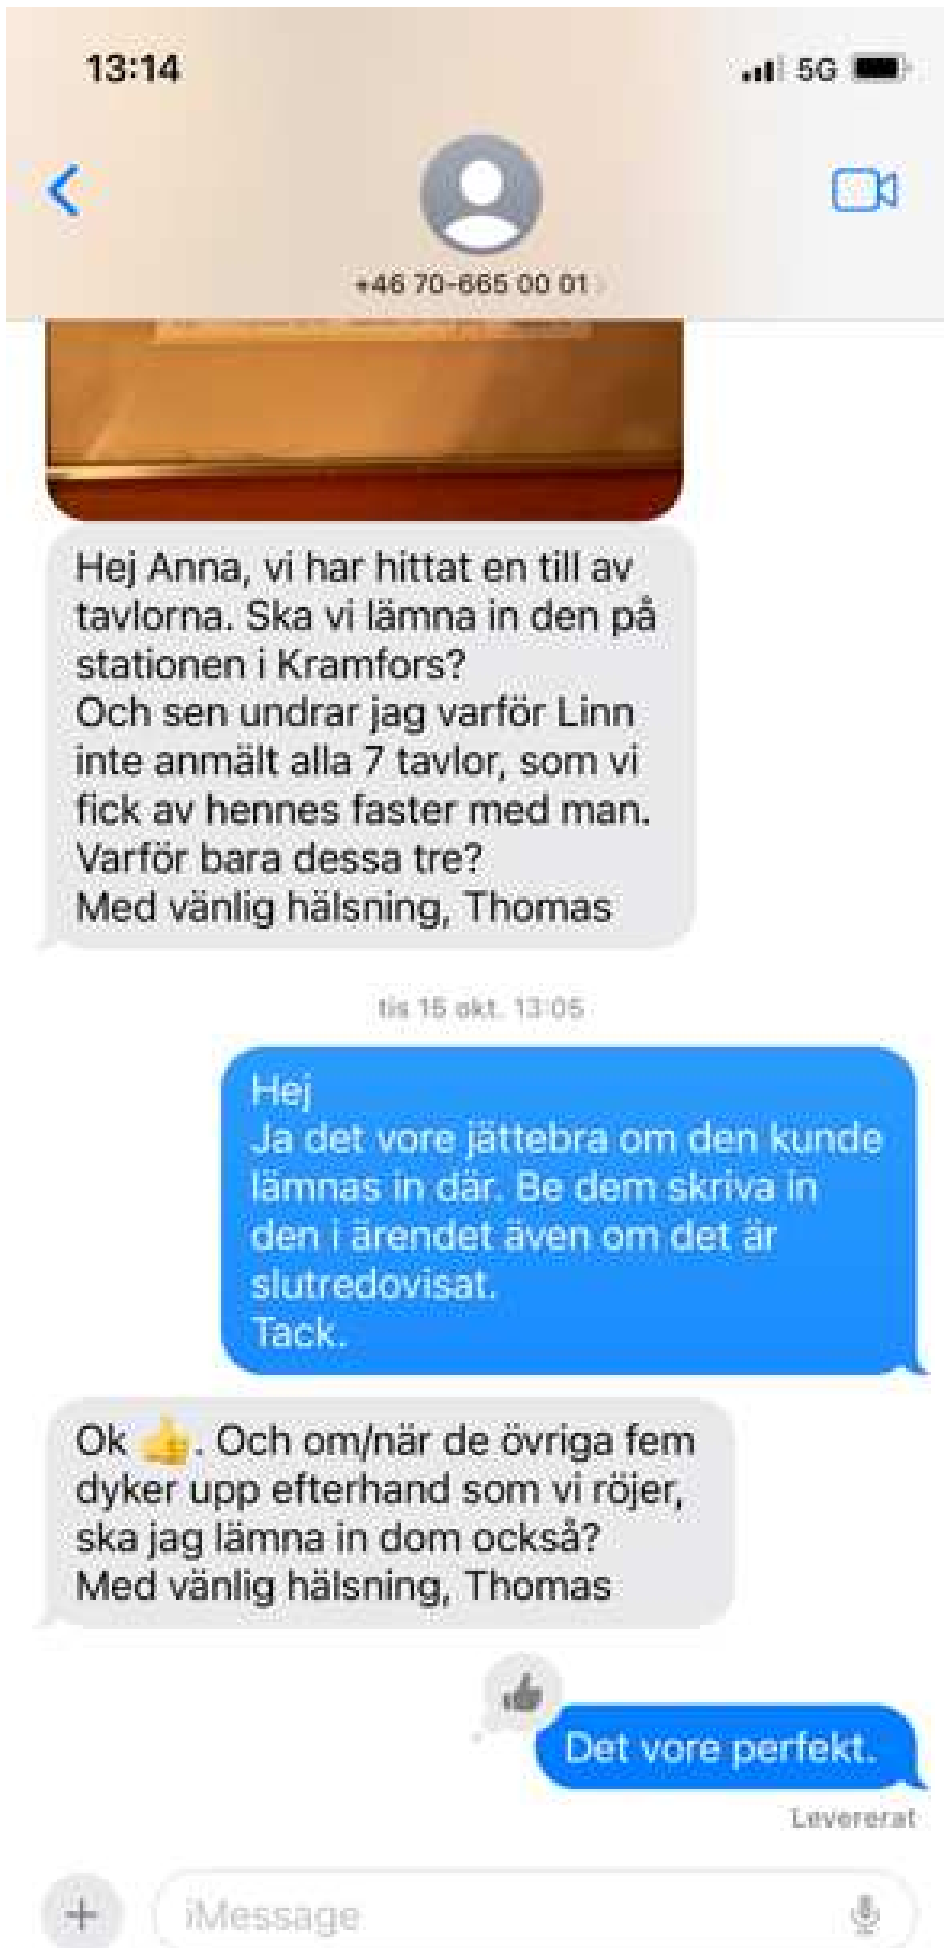 13:14
5G
+46 70-665 00 01
Hej Anna, vi har hittat en till av
tavlorna. Ska vi lämna in den på
stationen i Kramfors?
Och sen undrar jag varför Linn
inte anmält alla 7 tavlor, som vi
fick av hennes faster med man.
Varför bara dessa tre?
Med vänlig hälsning, Thomas
tis 15 okt. 13:05
Hej
Ja det vore jättebra om den kunde
lämnas in där. Be dem skriva in
den i ärendet även om det är
slutredovisat.
Tack.
Ok 👍. Och om/när de övriga fem
dyker upp efterhand som vi röjer,
ska jag lämna in dom också?
Med vänlig hälsning, Thomas
Det vore perfekt.
Levererat
iMessage